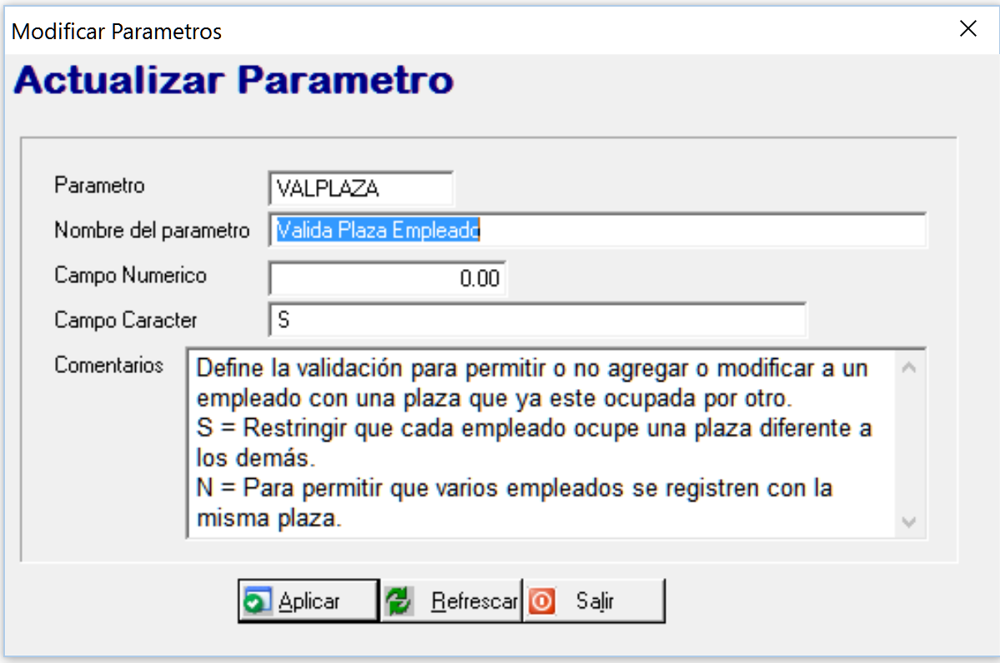 Modificar Parametros
Actualizar Parametro
Parametro VALPLAZA
Nombre del parametro Valida Plaza Empleado
Campo Numerico 0.00
Campo Caracter S
Comentarios
Define la validación para permitir o no agregar o modificar a un
empleado con una plaza que ya este ocupada por otro.
S = Restringir que cada empleado ocupe una plaza diferente a
los demás.
N = Para permitir que varios empleados se registren con la
misma plaza.
Aplicar Refrescar Salir